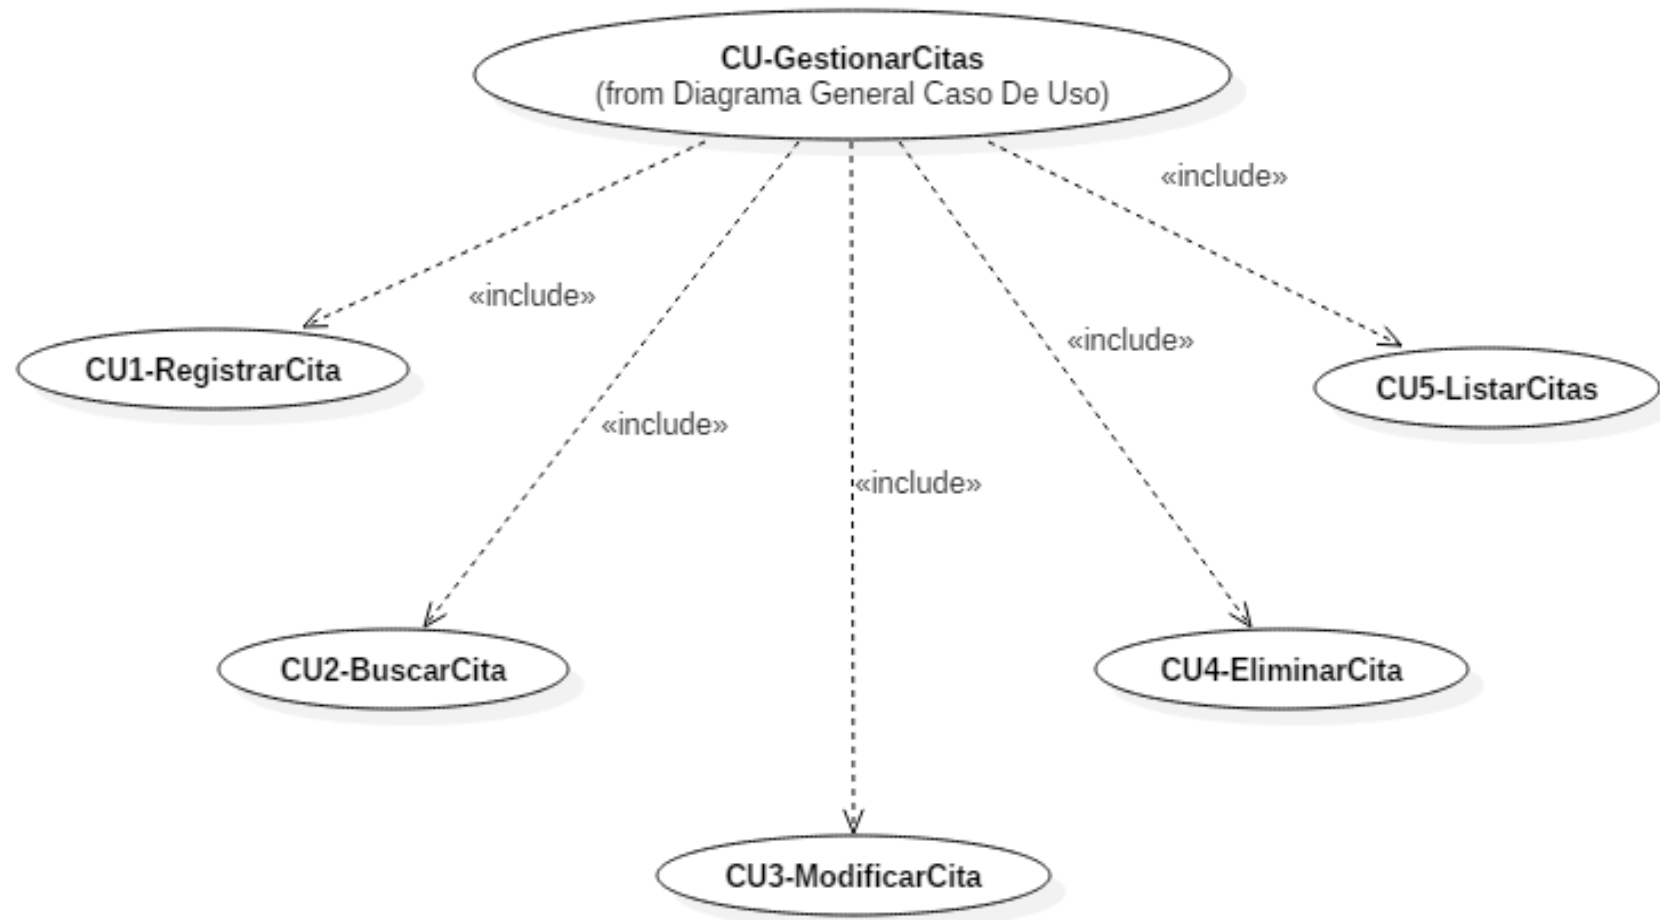 CU-GestionarCitas
(from Diagrama General Caso De Uso)
«include»
«include»
«include»
CU1-RegistrarCita
CU5-ListarCitas
«include»
«include»
CU2-BuscarCita
CU4-EliminarCita
CU3-ModificarCita